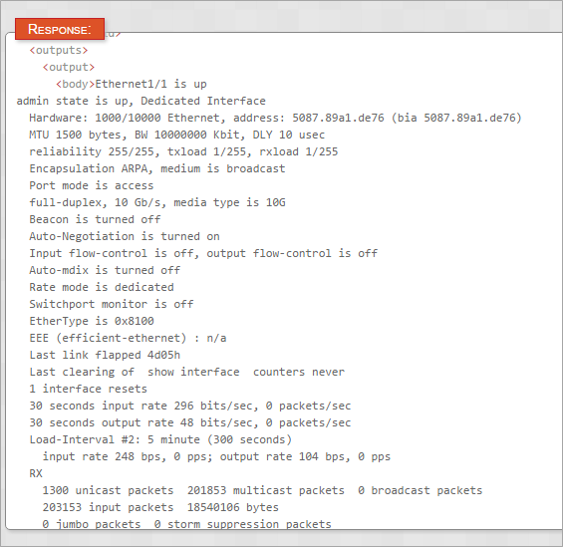 RESPONSE:
<outputs>
<output>
<body>Ethernet1/1 is up
admin state is up, Dedicated Interface
Hardware: 1000/10000 Ethernet, address: 5087.89a1.de76 (bia 5087.89a1.de76)
MTU 1500 bytes, BW 10000000 Kbit, DLY 10 usec
reliability 255/255, txload 1/255, rxload 1/255
Encapsulation ARPA, medium is broadcast
Port mode is access
full-duplex, 10 Gb/s, media type is 10G
Beacon is turned off
Auto-Negotiation is turned on
Input flow-control is off, output flow-control is off
Auto-mdix is turned off
Rate mode is dedicated
Switchport monitor is off
EtherType is 0x8100
EEE (efficient-ethernet) : n/a
Last link flapped 4d05h
Last clearing of  show interface  counters never
1 interface resets
30 seconds input rate 296 bits/sec, 0 packets/sec
30 seconds output rate 48 bits/sec, 0 packets/sec
Load-Interval #2: 5 minute (300 seconds)
input rate 248 bps, 0 pps; output rate 104 bps, 0 pps
RX
1300 unicast packets  201853 multicast packets  0 broadcast packets
203153 input packets  18540106 bytes
0 jumbo packets  0 storm suppression packets